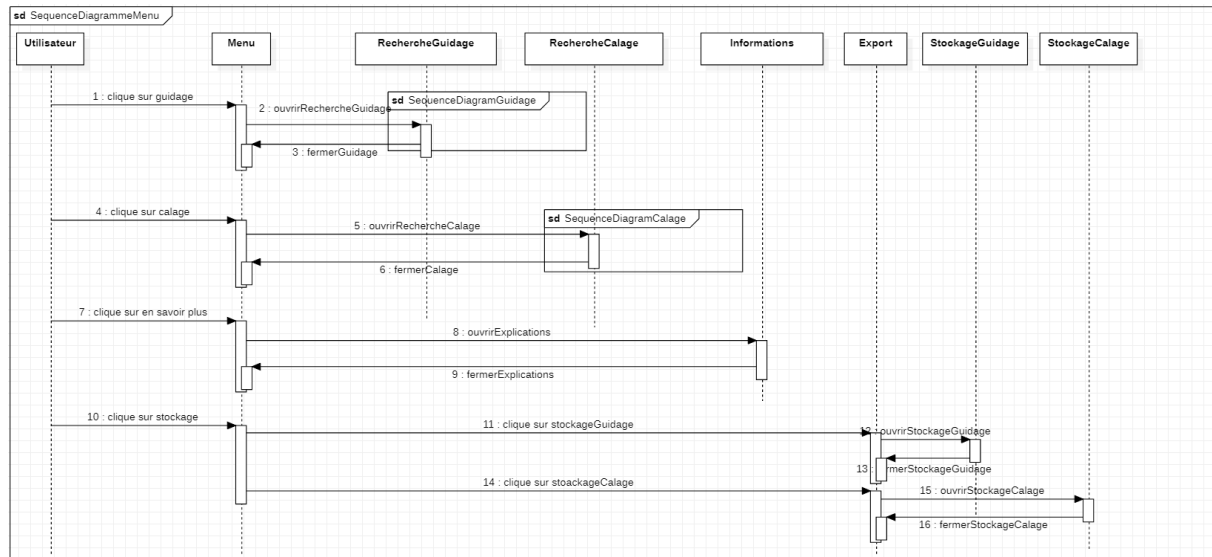 sd SequenceDiagrammeMenu
Utilisateur
Menu
RechercheGuidage
RechercheCalage
Informations
Export
StockageGuidage
StockageCalage
1 : clique sur guidage
sd SequenceDiagramGuidage
2 : ouvrirRechercheGuidage
3 : fermerGuidage
4 : clique sur calage
sd SequenceDiagramCalage
5 : ouvrirRechercheCalage
6 : fermerCalage
7 : clique sur en savoir plus
8 : ouvrirExplications
9 : fermerExplications
10 : clique sur stockage
11 : clique sur stockageGuidage
12 : ouvrirStockageGuidage
13 : fermerStockageGuidage
14 : clique sur stoackageCalage
15 : ouvrirStockageCalage
16 : fermerStockageCalage